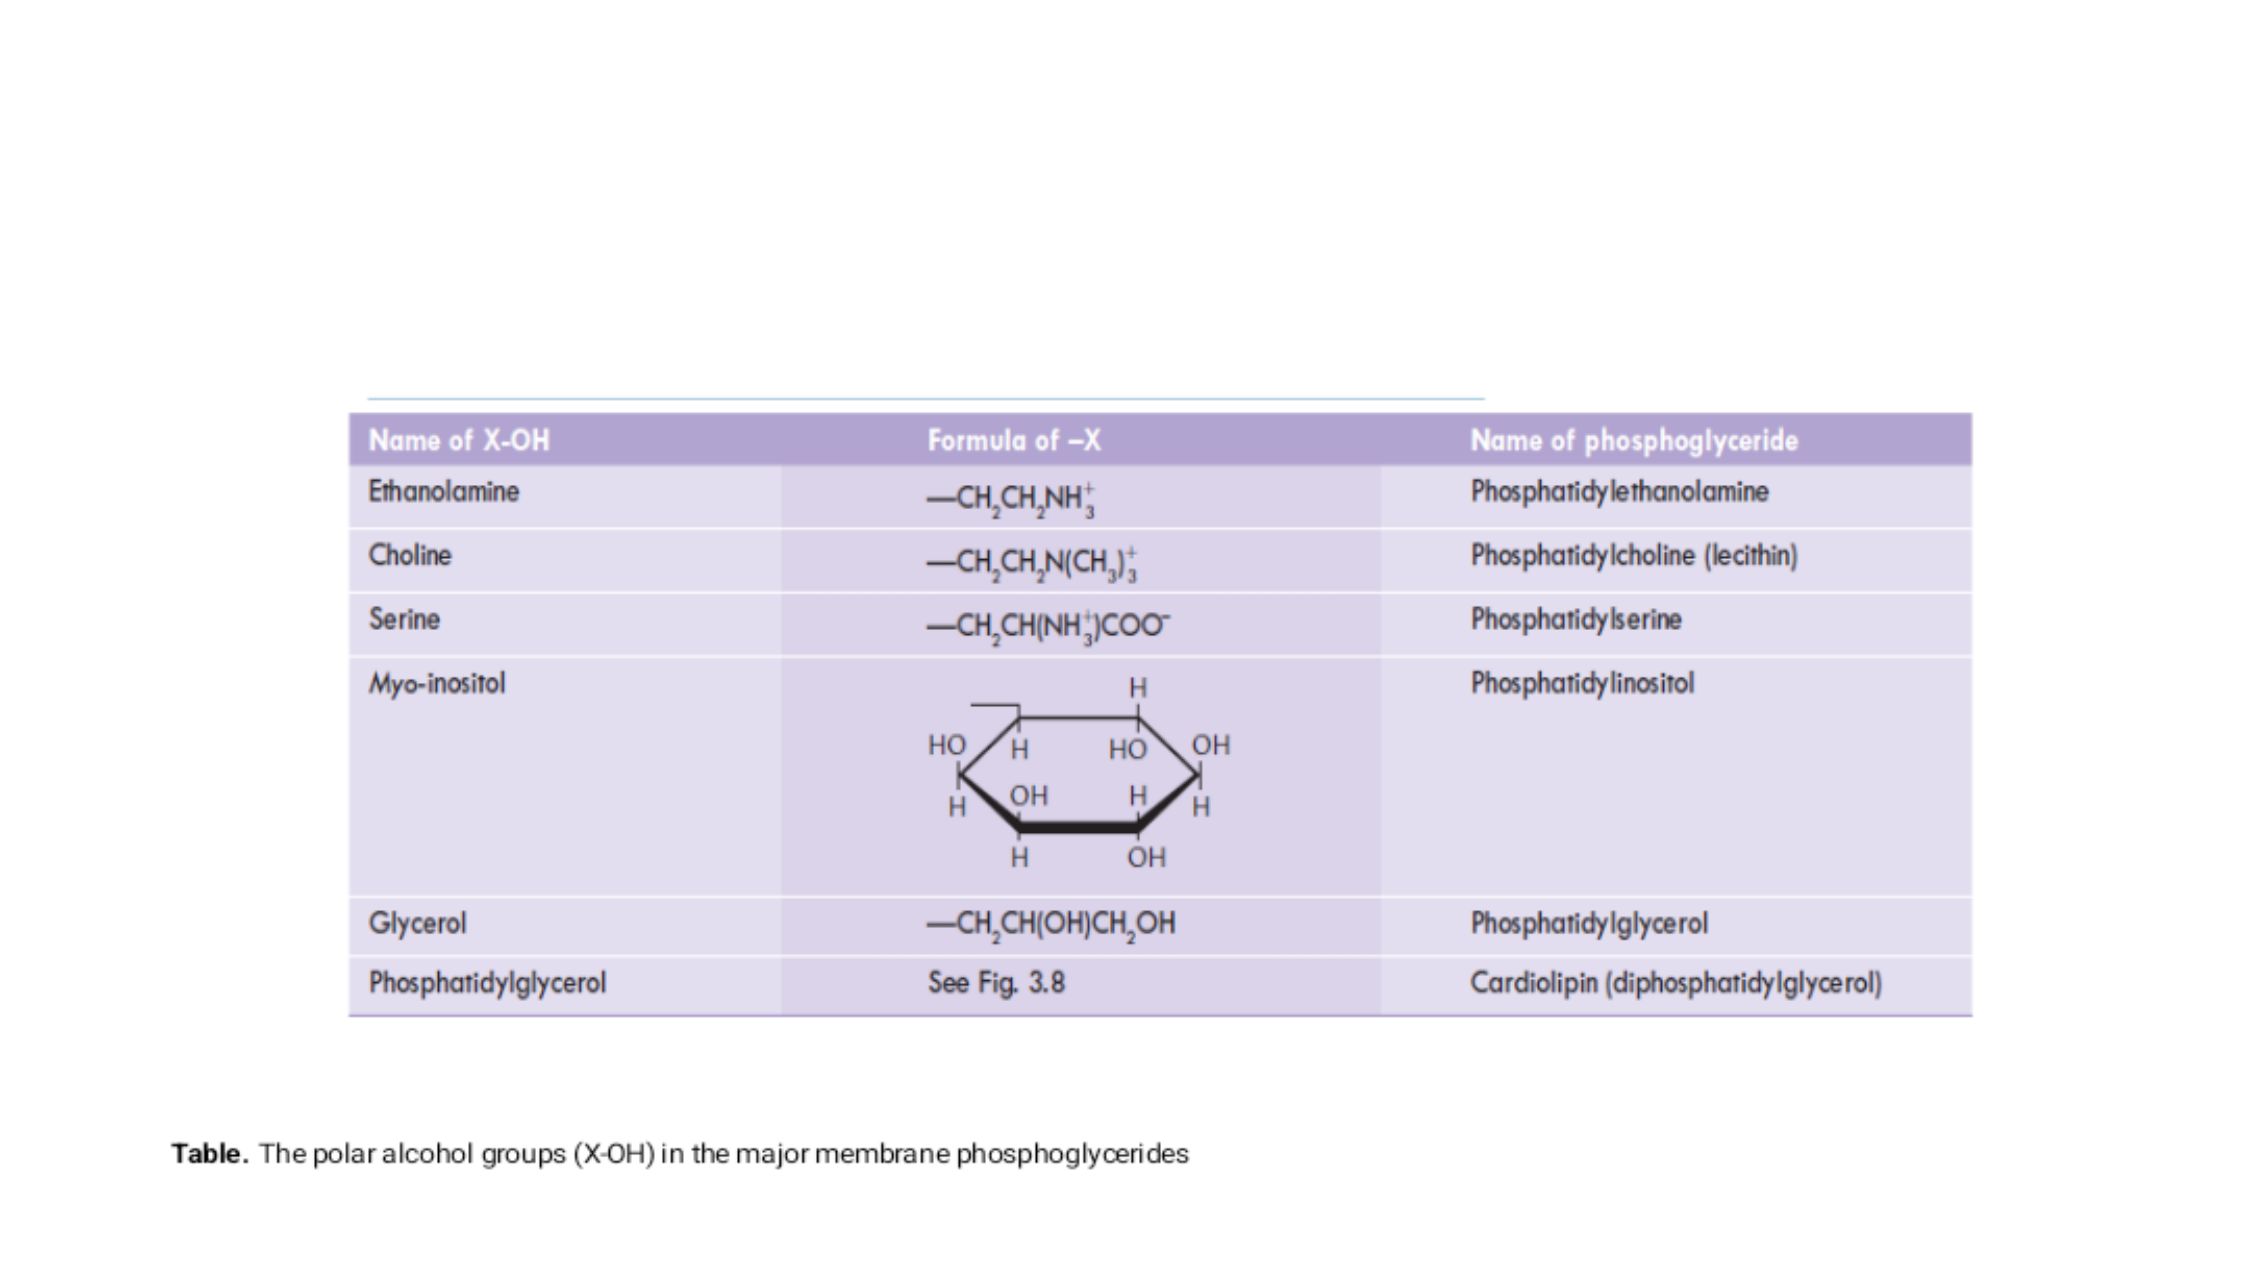 Name of X-OH Formula of –X Name of phosphoglyceride
Ethanolamine —CH₂CH₂NH₃⁺ Phosphatidylethanolamine
Choline —CH₂CH₂N(CH₃)₃⁺ Phosphatidylcholine (lecithin)
Serine —CH₂CH(NH₃⁺)COO⁻ Phosphatidylserine
Myo-inositol Phosphatidylinositol
H
HO H HO OH
H OH H H
H OH
Glycerol —CH₂CH(OH)CH₂OH Phosphatidylglycerol
Phosphatidylglycerol See Fig. 3.8 Cardiolipin (diphosphatidylglycerol)
Table. The polar alcohol groups (X-OH) in the major membrane phosphoglycerides